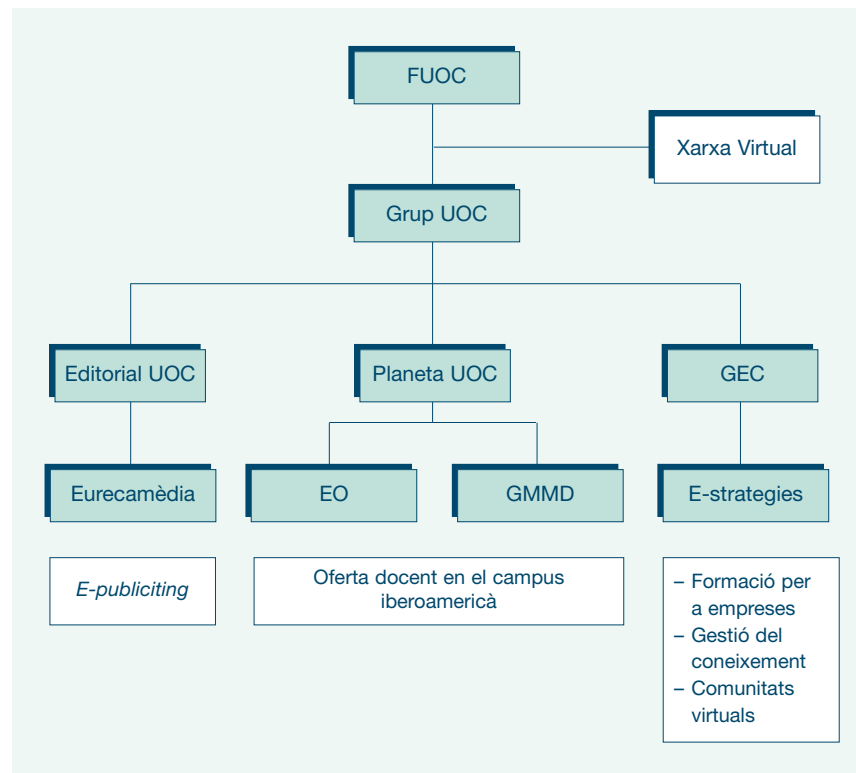 FUOC
Xarxa Virtual
Grup UOC
Editorial UOC
Planeta UOC
GEC
Eurecamèdia
EO
GMMD
E-strategies
E-publiciting
Oferta docent en el campus
iberoamericà
– Formació per
a empreses
– Gestió del
coneixement
– Comunitats
virtuals